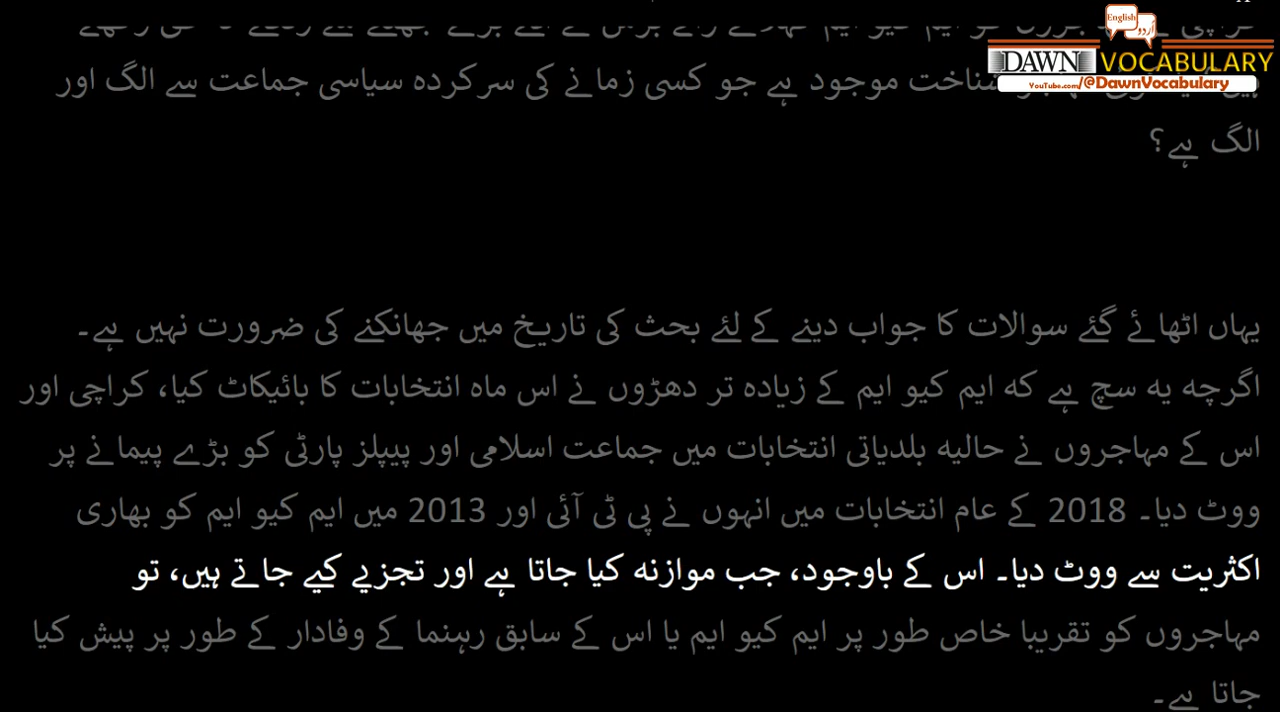 English
اردو
DAWN VOCABULARY
YouTube.com/@DawnVocabulary
شناخت موجود ہے جو کسی زمانے کی سرکردہ سیاسی جماعت سے الگ اور
الگ ہے؟
یہاں اٹھائے گئے سوالات کا جواب دینے کے لئے بحث کی تاریخ میں جھانکنے کی ضرورت نہیں ہے۔
اگرچہ یہ سچ ہے کہ ایم کیو ایم کے زیادہ تر دھڑوں نے اس ماہ انتخابات کا بائیکاٹ کیا، کراچی اور
اس کے مہاجروں نے حالیہ بلدیاتی انتخابات میں جماعت اسلامی اور پیپلز پارٹی کو بڑے پیمانے پر
ووٹ دیا۔ 2018 کے عام انتخابات میں انہوں نے پی ٹی آئی اور 2013 میں ایم کیو ایم کو بھاری
اکثریت سے ووٹ دیا۔ اس کے باوجود، جب موازنہ کیا جاتا ہے اور تجزیے کیے جاتے ہیں، تو
مہاجروں کو تقریبا خاص طور پر ایم کیو ایم یا اس کے سابق رہنما کے وفادار کے طور پر پیش کیا
جاتا ہے۔